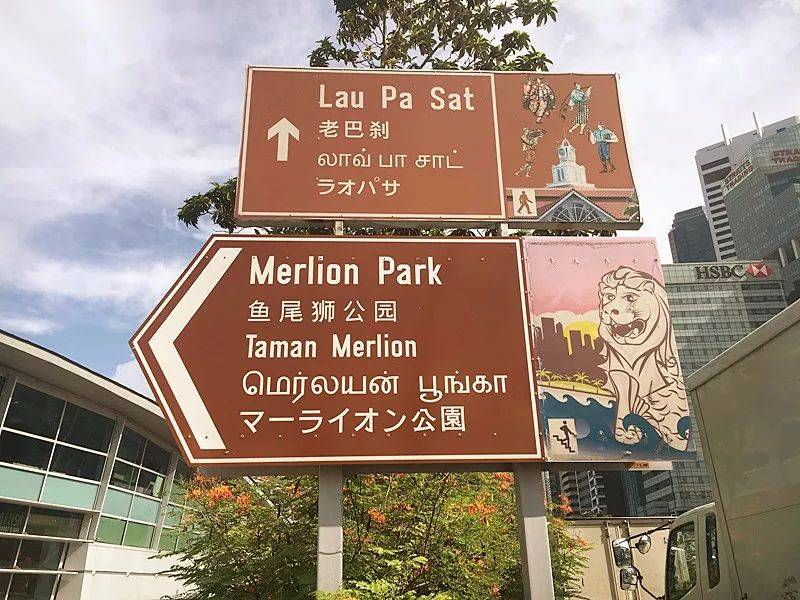 Lau Pa Sat
老巴刹
லாவ் பா சாட்
ラオパサ
Merlion Park
鱼尾狮公园
Taman Merlion
மெர்லயன் பூங்கா
マーライオン公園
HSBC